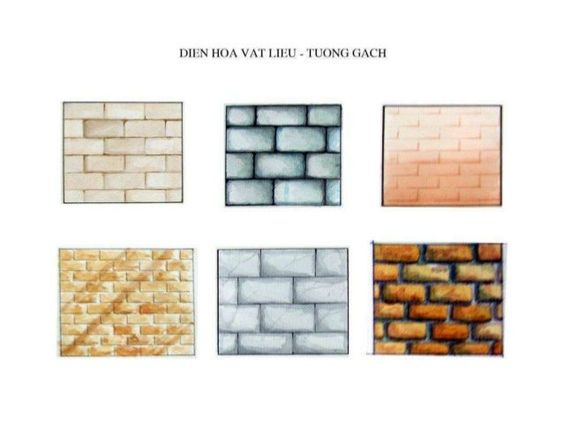 DIEN HOA VAT LIEU - TUONG GACH